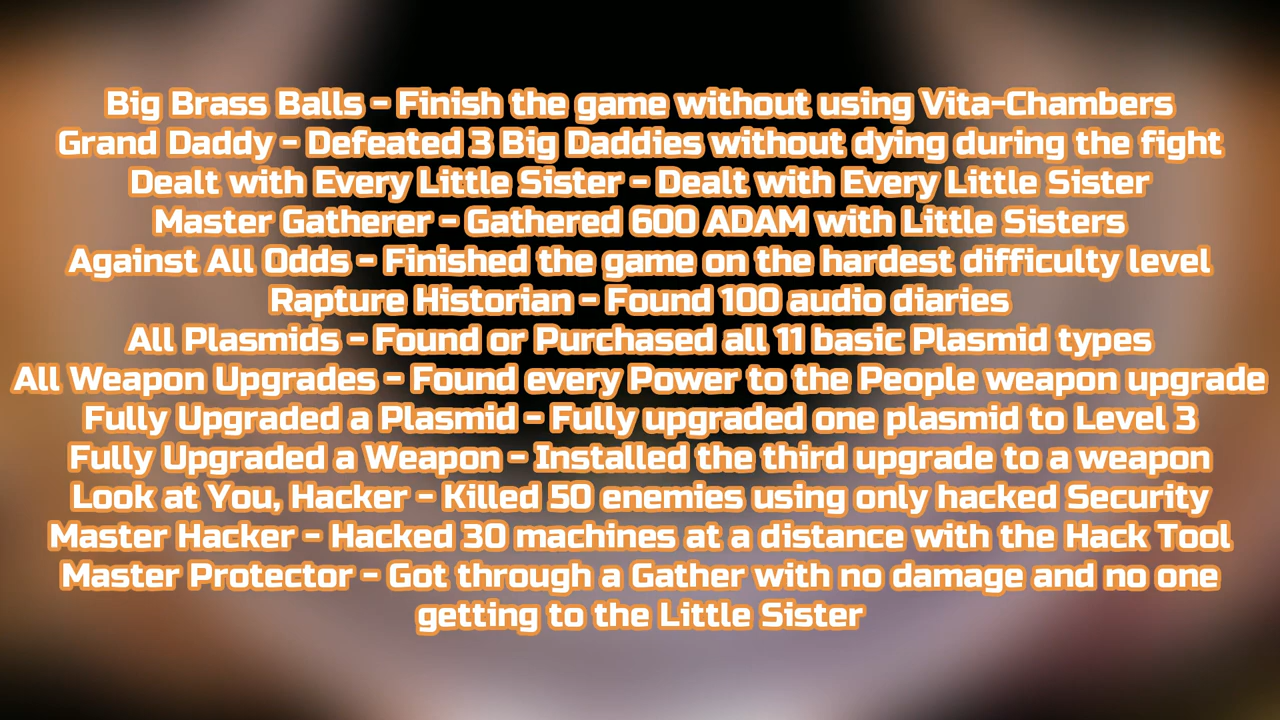 Big Brass Balls - Finish the game without using Vita-Chambers
Grand Daddy - Defeated 3 Big Daddies without dying during the fight
Dealt with Every Little Sister - Dealt with Every Little Sister
Master Gatherer - Gathered 600 ADAM with Little Sisters
Against All Odds - Finished the game on the hardest difficulty level
Rapture Historian - Found 100 audio diaries
All Plasmids - Found or Purchased all 11 basic Plasmid types
All Weapon Upgrades - Found every Power to the People weapon upgrade
Fully Upgraded a Plasmid - Fully upgraded one plasmid to Level 3
Fully Upgraded a Weapon - Installed the third upgrade to a weapon
Look at You, Hacker - Killed 50 enemies using only hacked Security
Master Hacker - Hacked 30 machines at a distance with the Hack Tool
Master Protector - Got through a Gather with no damage and no one
getting to the Little Sister